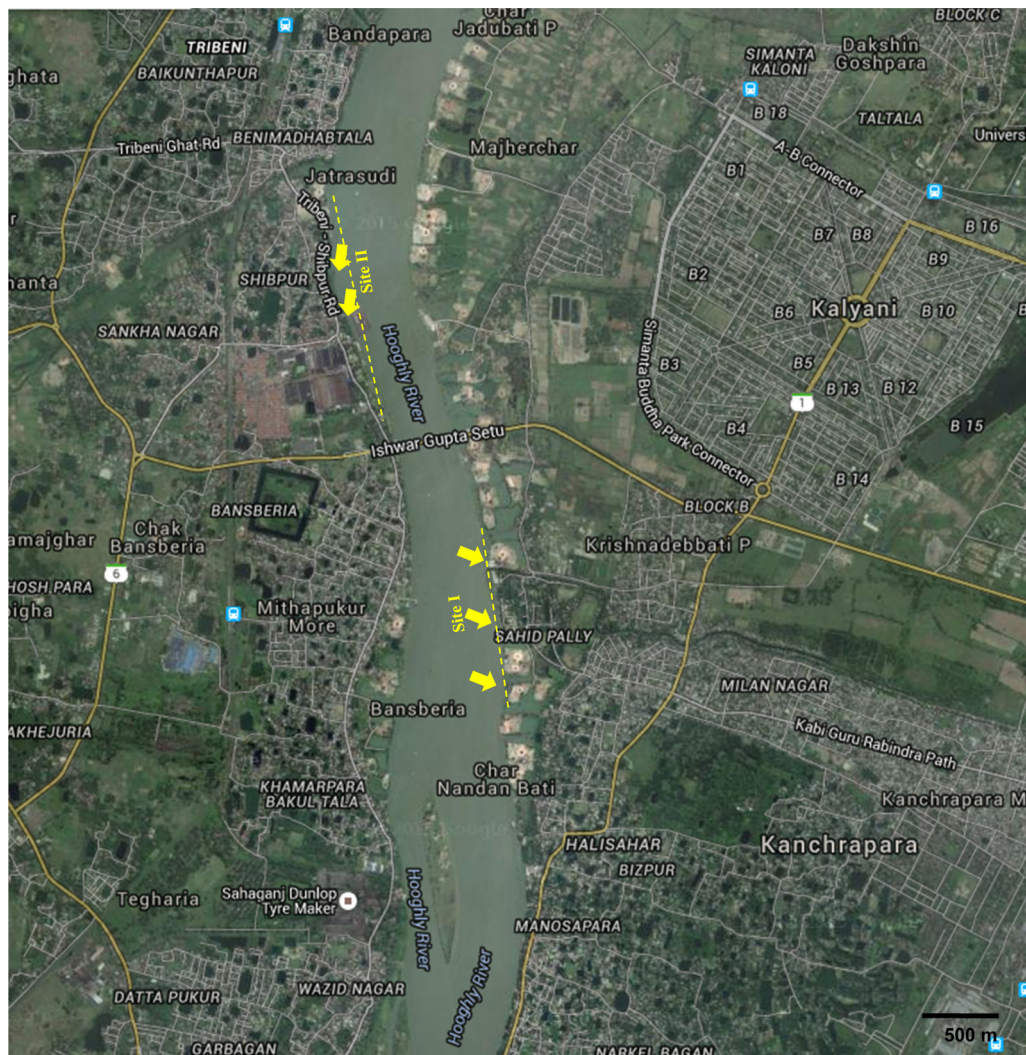 Char
Jadubati P
BLOCK C
TRIBENI
Bandapara
Dakshin
Goshpara
SIMANTA
KALONI
ghata
BAIKUNTHAPUR
B 18
TALTALA
BENIMADHABTALA
Tribeni Ghat Rd
Majherchar
A-B Connector
Univers
Jatrasudi
B1
Tribeni - Shibpur Rd
B7
B8
B 16
B9
Site II
SHIBPUR
B2
manta
B6
Kalyani
B 10
SANKHA NAGAR
Hooghly River
Simanta Buddha Park Connector
B3
B5
B 13
B 12
1
B4
B 15
Ishwar Gupta Setu
B 14
BANSBERIA
BLOCK B
Chak
Bansberia
amajghar
Krishnadebbati P
6
HOSH PARA
bigha
Mithapukur
More
Site I
SAHID PALLY
MILAN NAGAR
Bansberia
Kabi Guru Rabindra Path
AKHEJURIA
Char
Nandan Bati
KHAMARPARA
BAKUL TALA
Kanchrapara M
HALISAHAR
Kanchrapara
BIZPUR
Sahaganj Dunlop
Tyre Maker
Tegharia
Hooghly River
MANOSAPARA
Hooghly River
DATTA PUKUR
WAZID NAGAR
500 m
GARBAGAN
NARKEL BAGAN